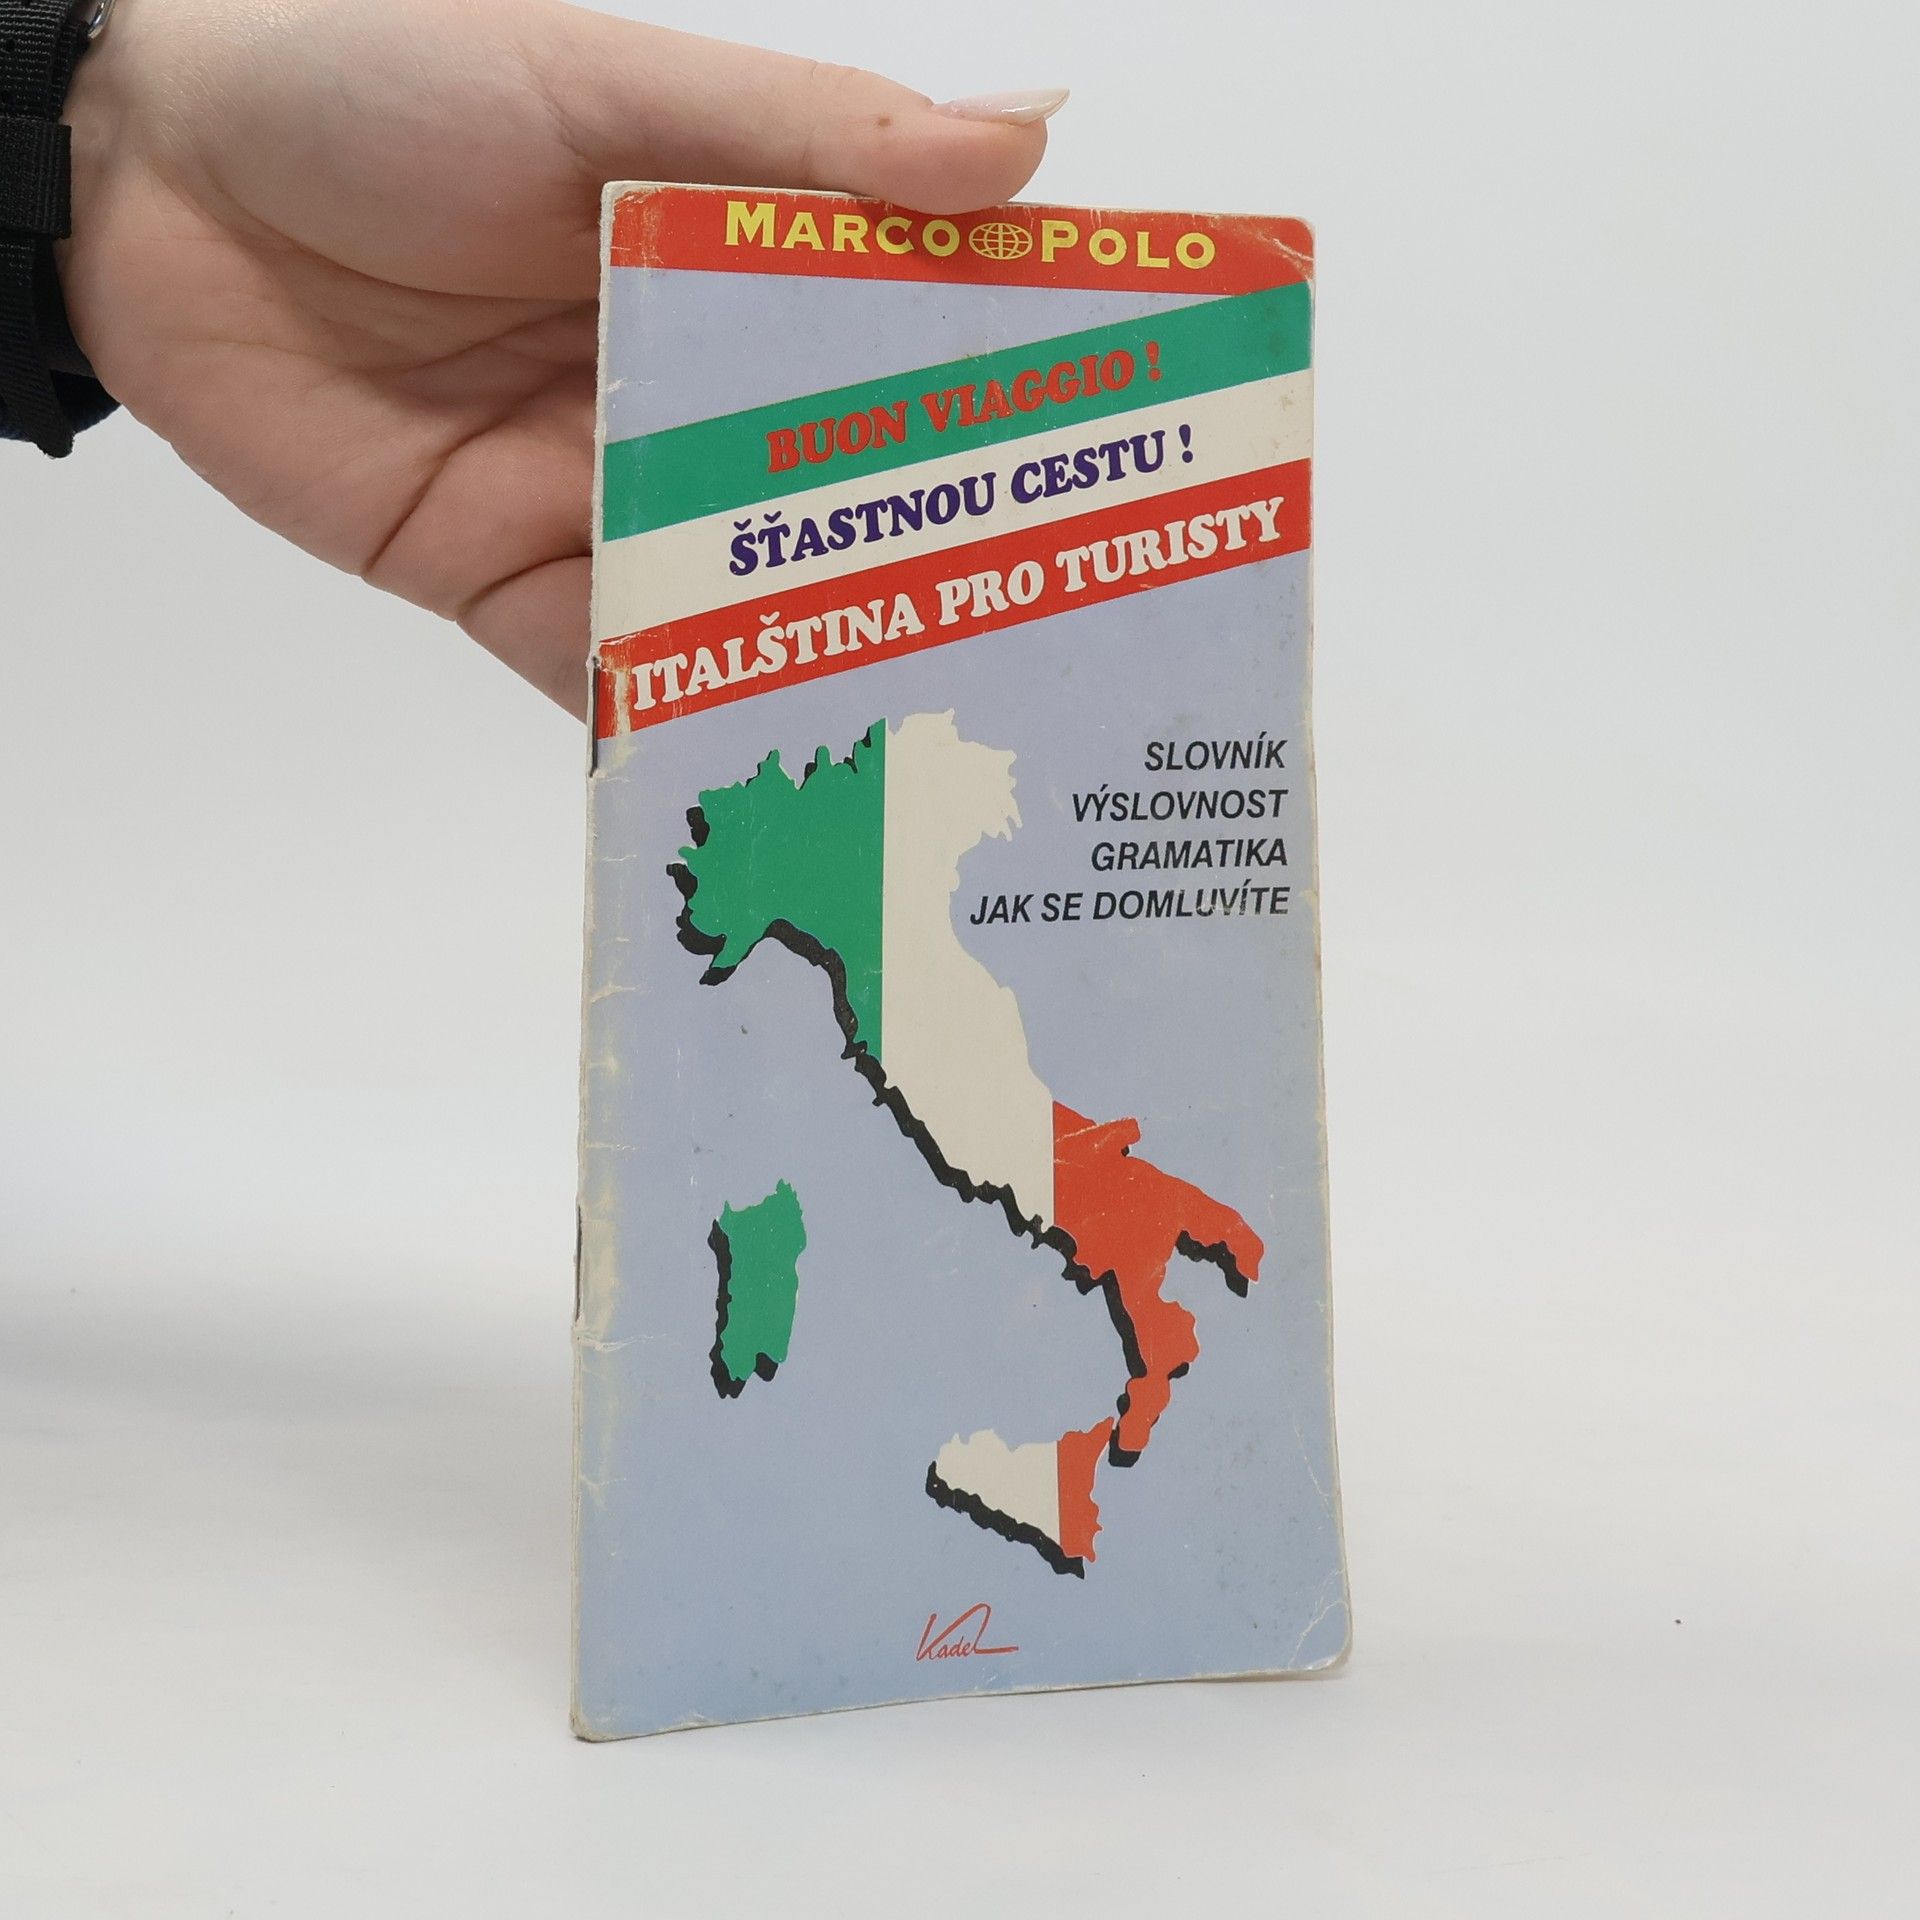 MARCO POLO
BUON VIAGGIO !
ŠŤASTNOU CESTU !
ITALŠTINA PRO TURISTY
SLOVNÍK
VÝSLOVNOST
GRAMATIKA
JAK SE DOMLUVÍTE
Kadel